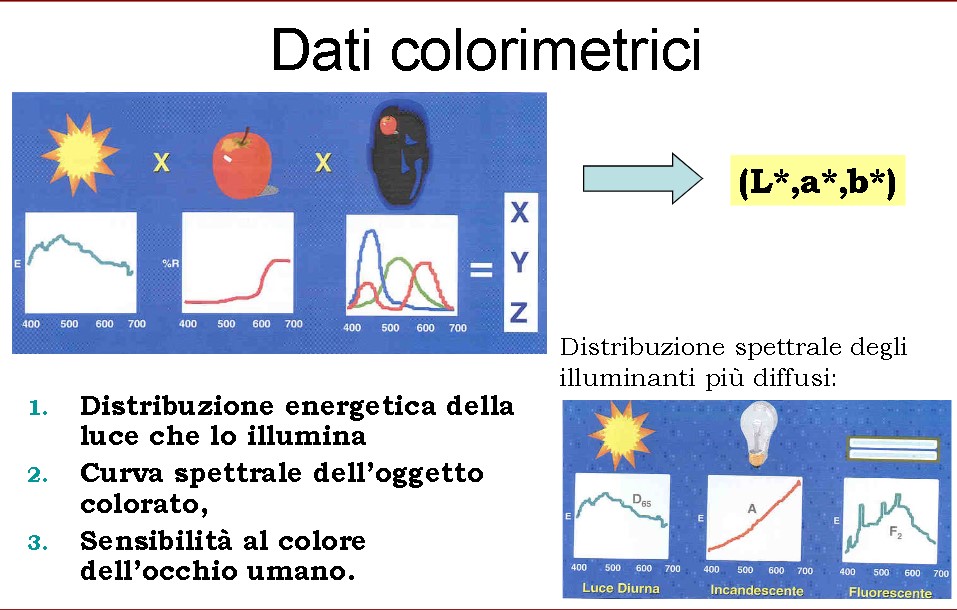 Dati colorimetrici
X X
E
%R
400 500 600 700
400 500 600 700
400 500 600 700
=
X
Y
Z
(L*,a*,b*)
1. Distribuzione energetica della
luce che lo illumina
2. Curva spettrale dell'oggetto
colorato,
3. Sensibilità al colore
dell'occhio umano.
Distribuzione spettrale degli
illuminanti più diffusi:
E
D65
400 500 600 700
Luce Diurna
E
A
400 500 600 700
Incandescente
E
F2
400 500 600 700
Fluorescente